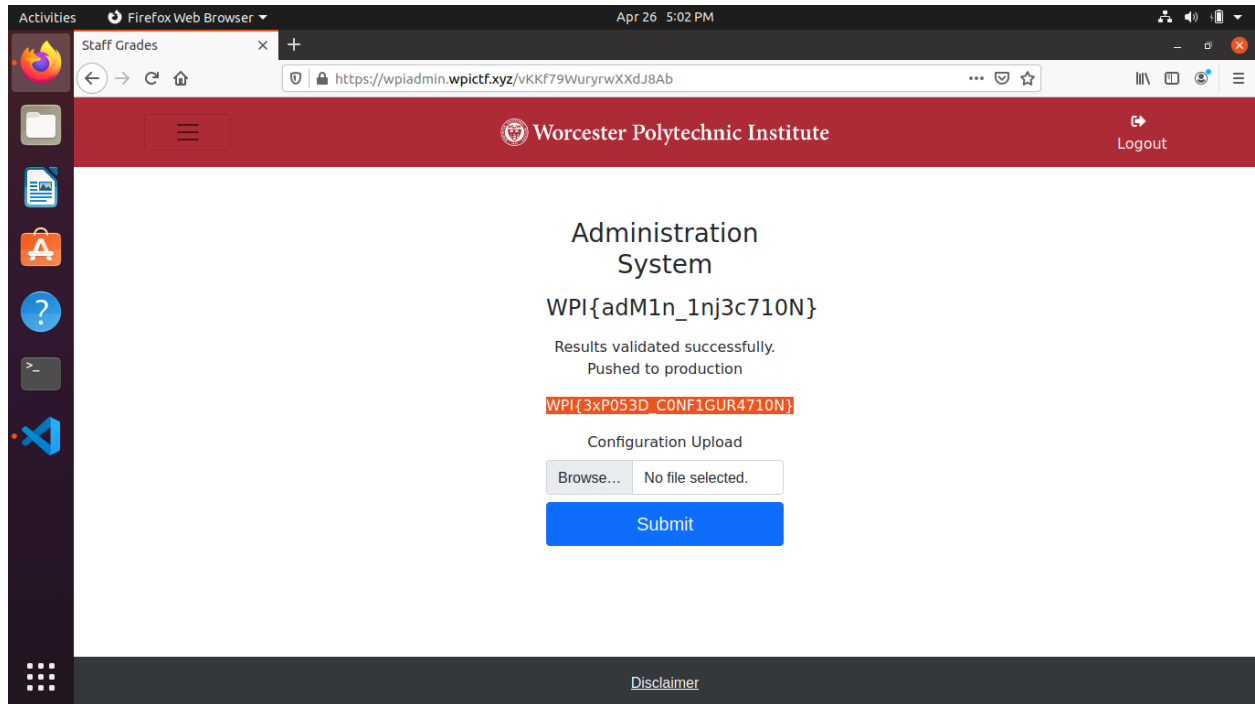 Activities Firefox Web Browser Apr 26 5:02 PM
Staff Grades
https://wpiadmin.wpictf.xyz/vKKf79WuryrwXXdJ8Ab
Worcester Polytechnic Institute
Logout
Administration
System
WPI{adM1n_1nj3c710N}
Results validated successfully.
Pushed to production
WPI{3xP053D_C0NF1GUR4710N}
Configuration Upload
Browse... No file selected.
Submit
Disclaimer